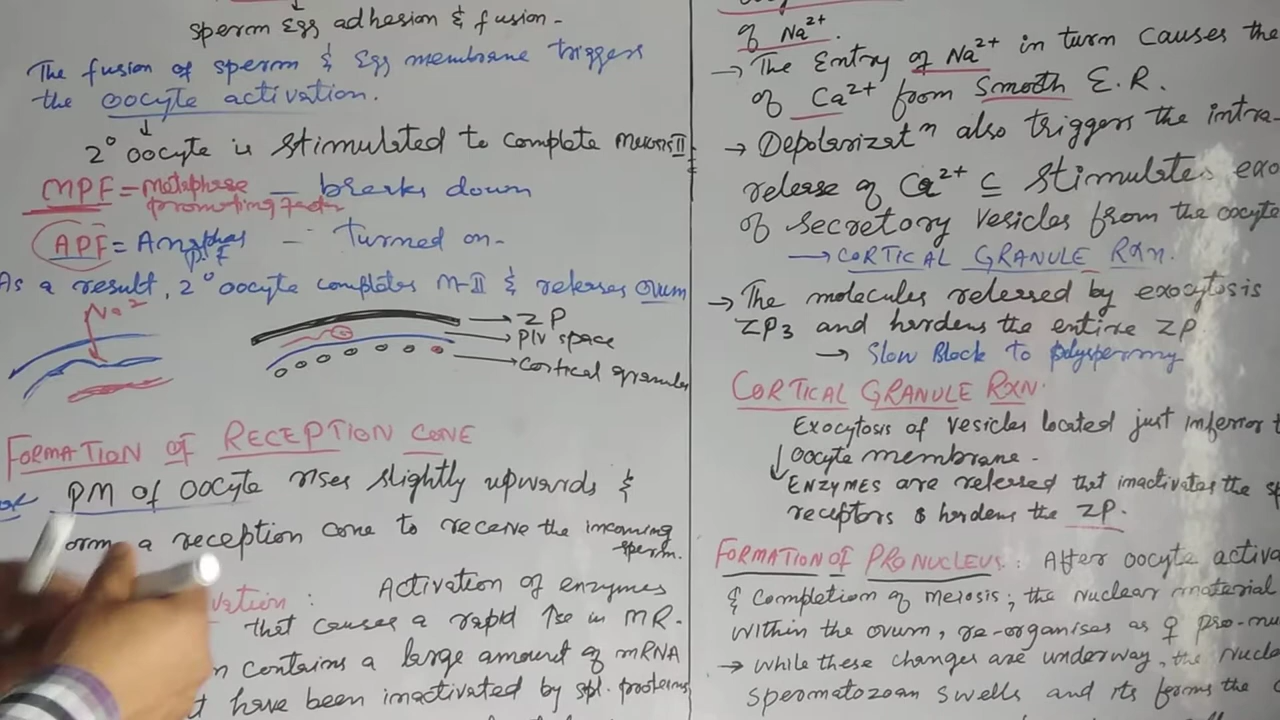 sperm Egg adhesion & fusion -
The fusion of sperm & Egg membrane triggers
the oocyte activation.
2° oocyte is stimulated to complete meiosis II
MPF = metaphase promoting factor — breaks down
APF = Anaphas p. F — Turned on -
As a result, 2° oocyte completes M-II & releases ovum
Na+2
ZP
PlV space
Cortical granules
FORMATION OF RECEPTION CONE
PM of oocyte rises slightly upwards &
orm a reception cone to receive the incoming
sperm.
vation : Activation of enzymes
that causes a rapid ↑se in MR.
n contains a large amount of mRNA
t have been inactivated by spl. proteins
of Na2+.
→ The Entry of Na2+ in turn causes the
of Ca2+ from Smooth E.R.
→ Depolarizatn also triggers the intra-
release of Ca2+ c stimulates exo
of secretory vesicles from the oocyte
→ CORTICAL GRANULE RXN.
→ The molecules released by exocytosis
ZP3 and hardens the entire ZP
→ Slow Block to polyspermy
CORTICAL GRANULE RXN.
Exocytosis of vesicles located just inferior t
oocyte membrane -
ENZYMES are released that inactivates the sp
receptors & hardens the ZP.
FORMATION OF PRONUCLEUS : After oocyte activa
& completion of meiosis; the nuclear material
within the ovum, re-organises as ♀ pro-nu
→ while these changes are underway, the nucle
spermatozoan swells and its forms the